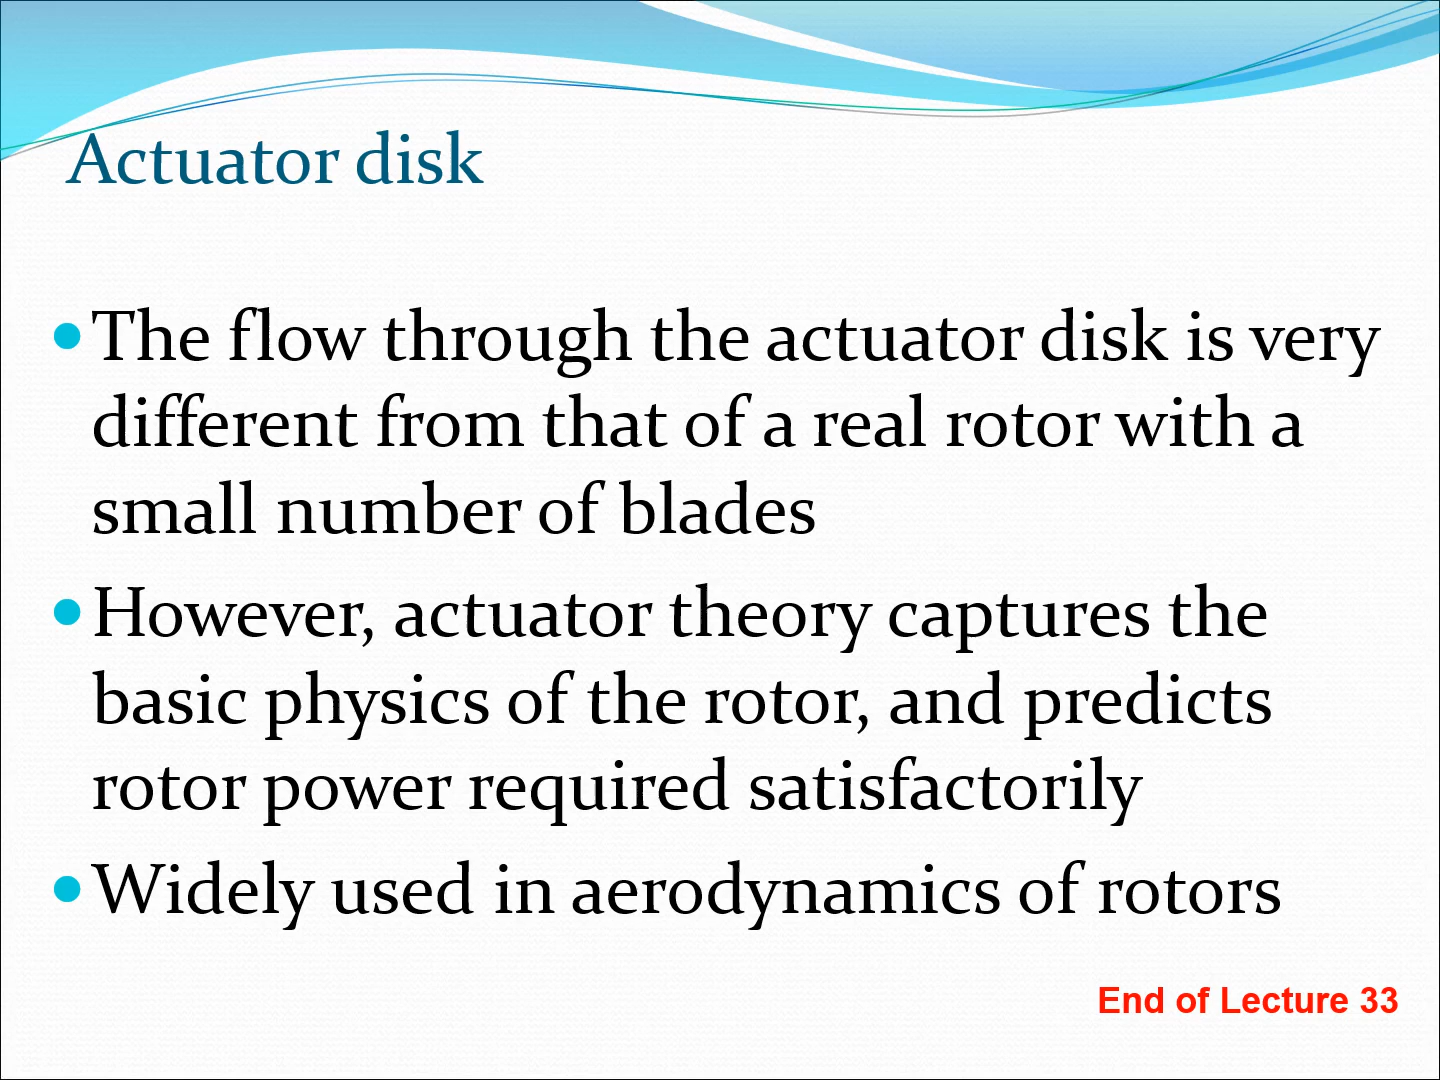 Actuator disk
• The flow through the actuator disk is very
different from that of a real rotor with a
small number of blades
• However, actuator theory captures the
basic physics of the rotor, and predicts
rotor power required satisfactorily
• Widely used in aerodynamics of rotors
End of Lecture 33